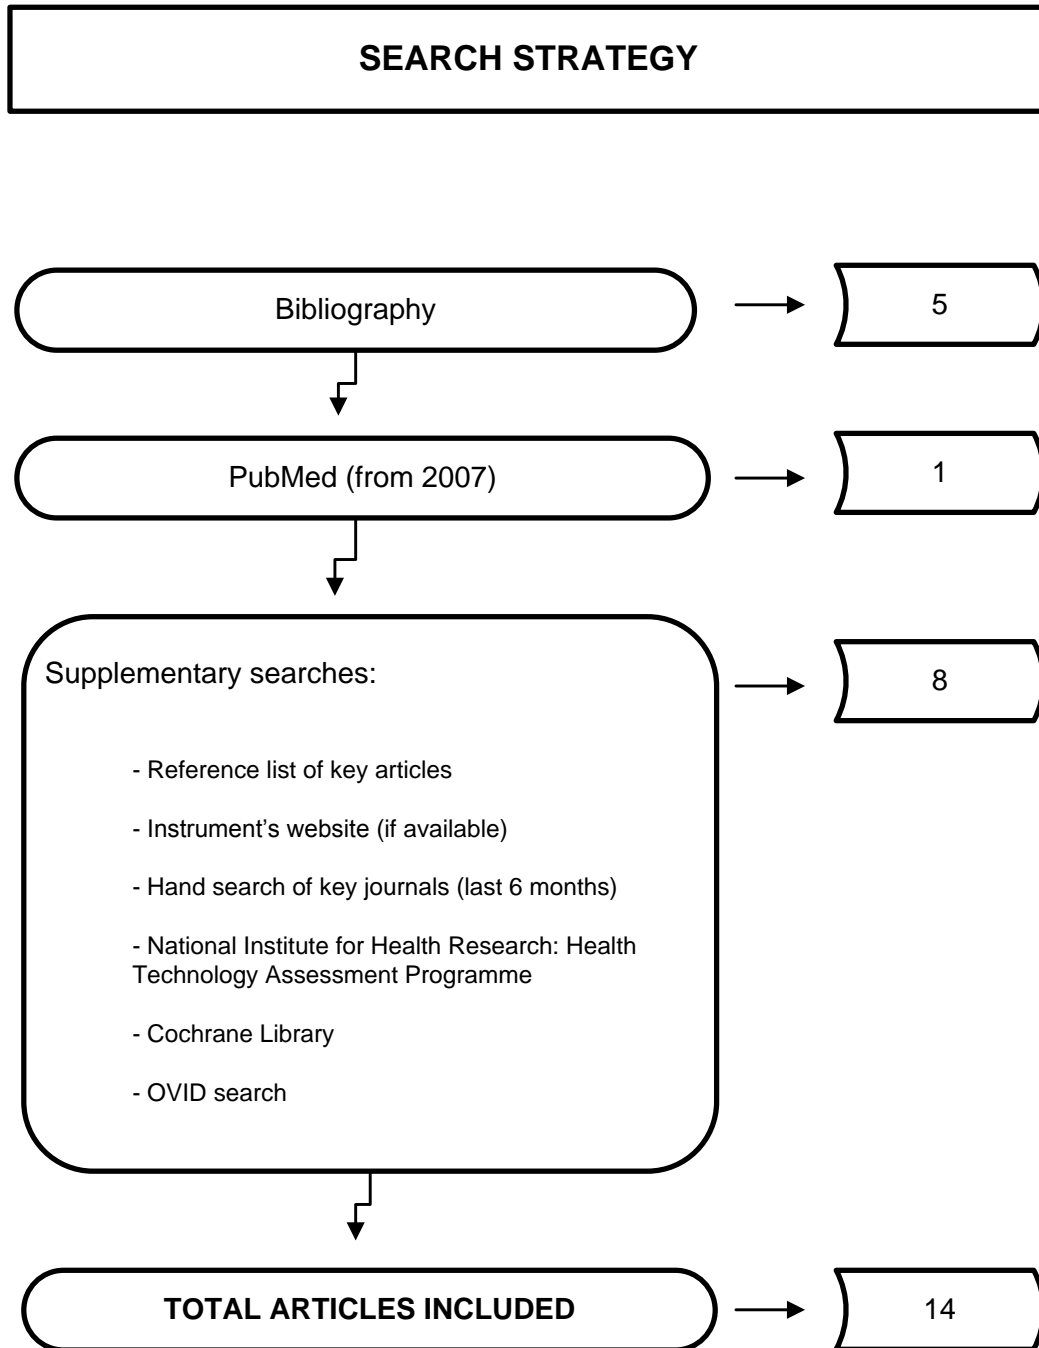 SEARCH STRATEGY
Bibliography
5
PubMed (from 2007)
1
Supplementary searches:
8
- Reference list of key articles
- Instrument’s website (if available)
- Hand search of key journals (last 6 months)
- National Institute for Health Research: Health
Technology Assessment Programme
- Cochrane Library
- OVID search
TOTAL ARTICLES INCLUDED
14